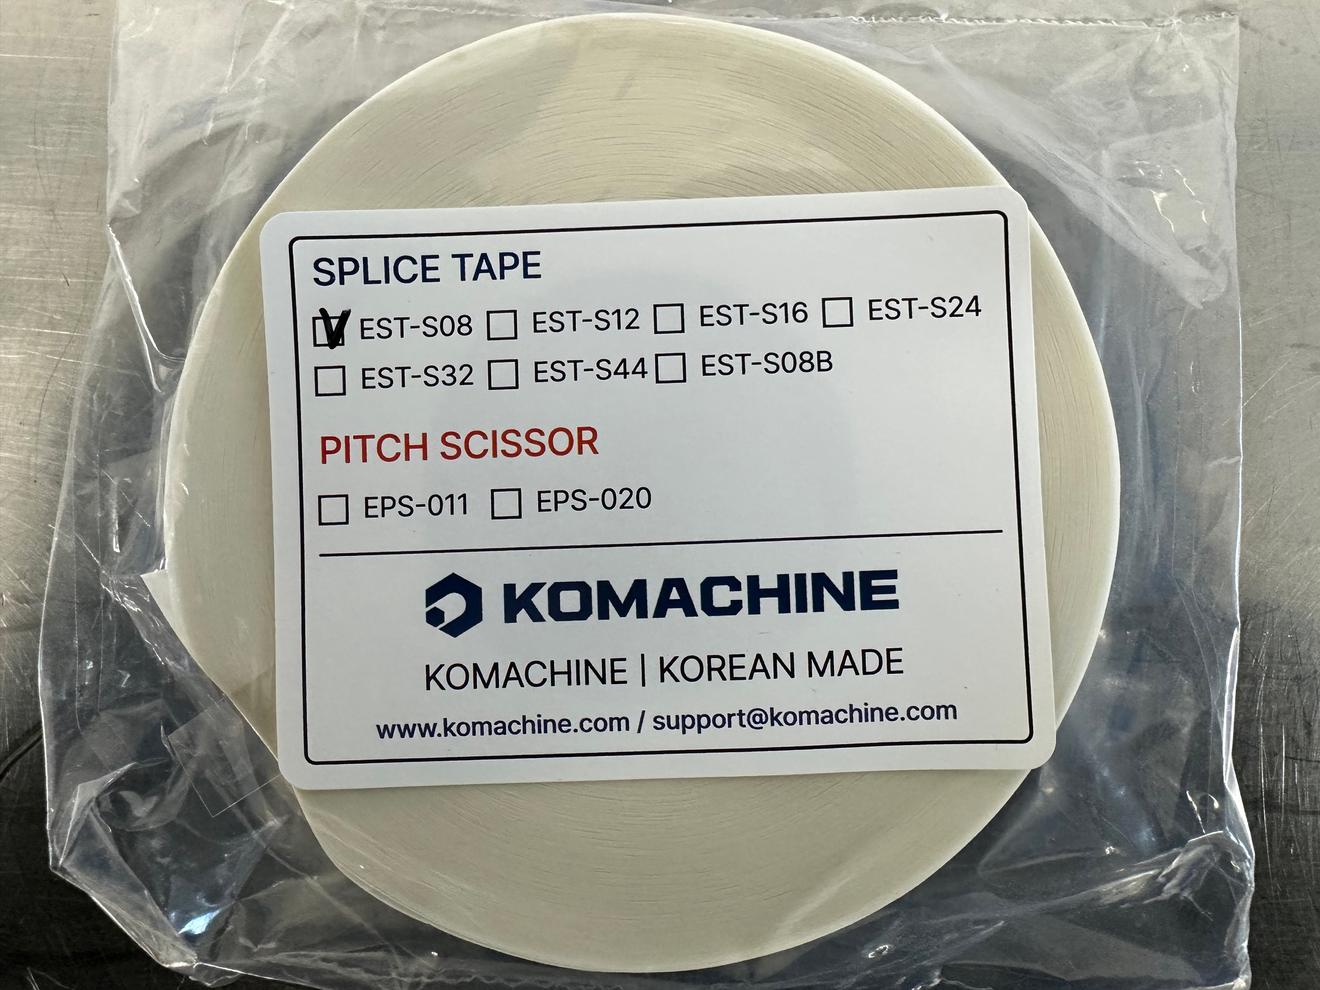 SPLICE TAPE
EST-S08 EST-S12 EST-S16 EST-S24
EST-S32 EST-S44 EST-S08B
PITCH SCISSOR
EPS-011 EPS-020
KOMACHINE
KOMACHINE | KOREAN MADE
www.komachine.com / support@komachine.com